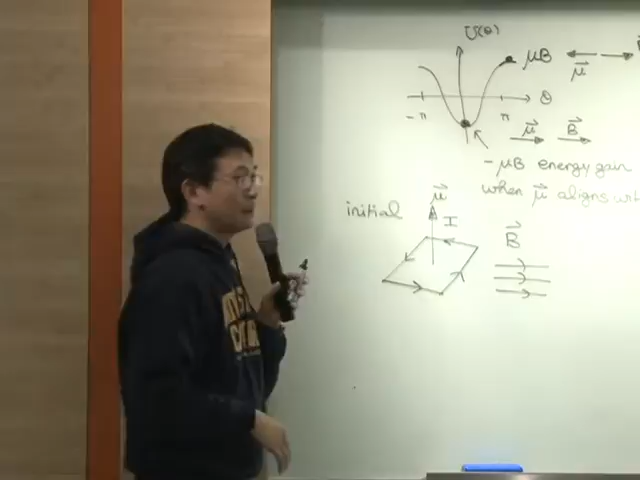 U(θ)
μB
μ⃗
-π
π
θ
μ⃗ B⃗
-μB energy gain
when μ⃗ aligns
initial
μ⃗
I
B⃗